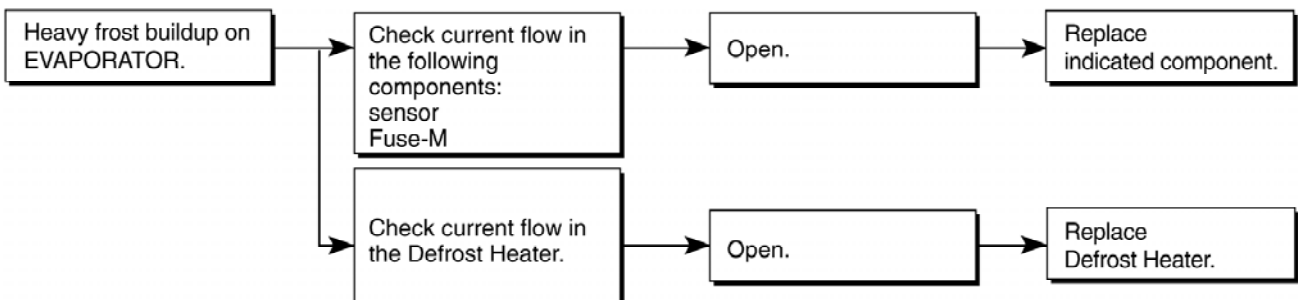 Heavy frost buildup on
EVAPORATOR.
Check current flow in
the following
components:
sensor
Fuse-M
Open.
Replace
indicated component.
Check current flow in
the Defrost Heater.
Open.
Replace
Defrost Heater.